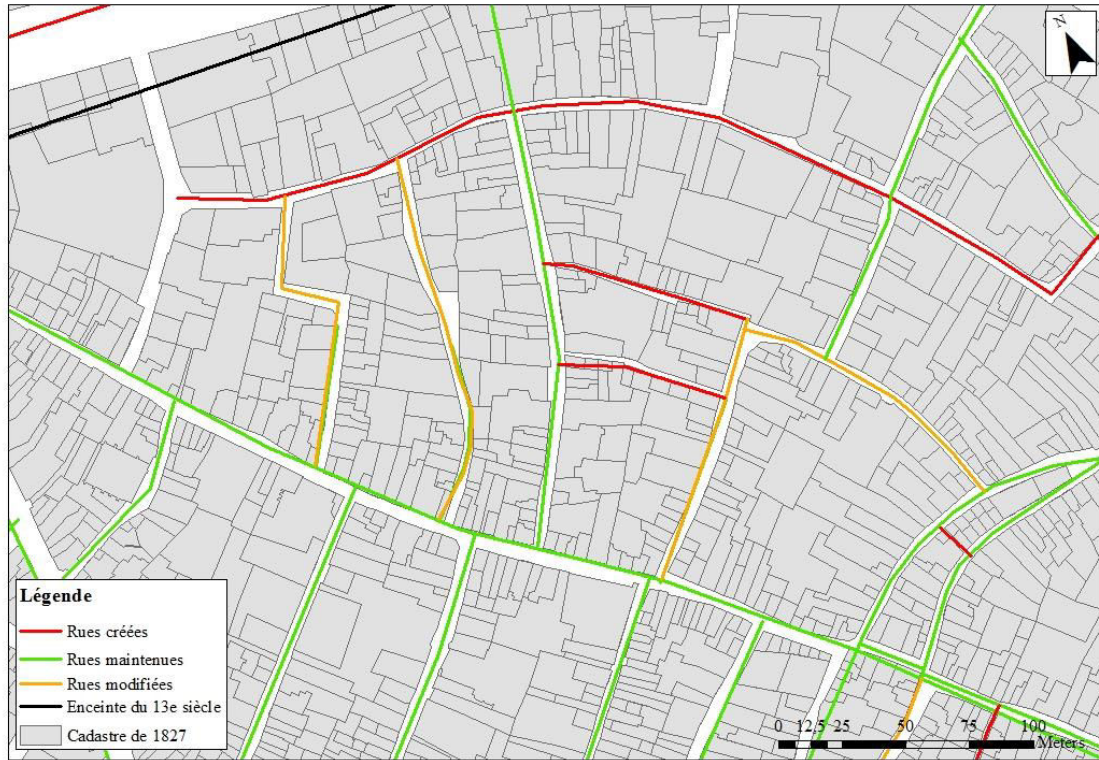 N
Légende
Rues créées
Rues maintenues
Rues modifiées
Enceinte du 13e siècle
Cadastre de 1827
0 12,5 25 50 75 100
Meters